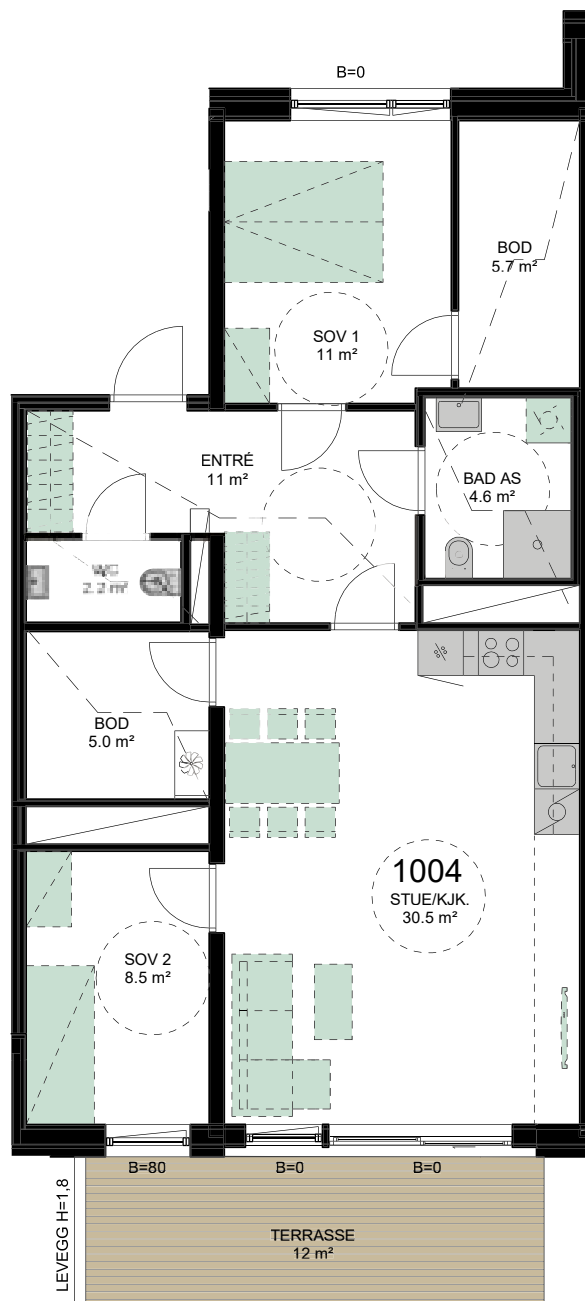 B=0
BOD
5.7 m²
SOV 1
11 m²
ENTRÉ
11 m²
BAD AS
4.6 m²
WC
BOD
5.0 m²
1004
STUE/KJK.
30.5 m²
SOV 2
8.5 m²
B=80
B=0
B=0
LEVEGG H=1,8
TERRASSE
12 m²